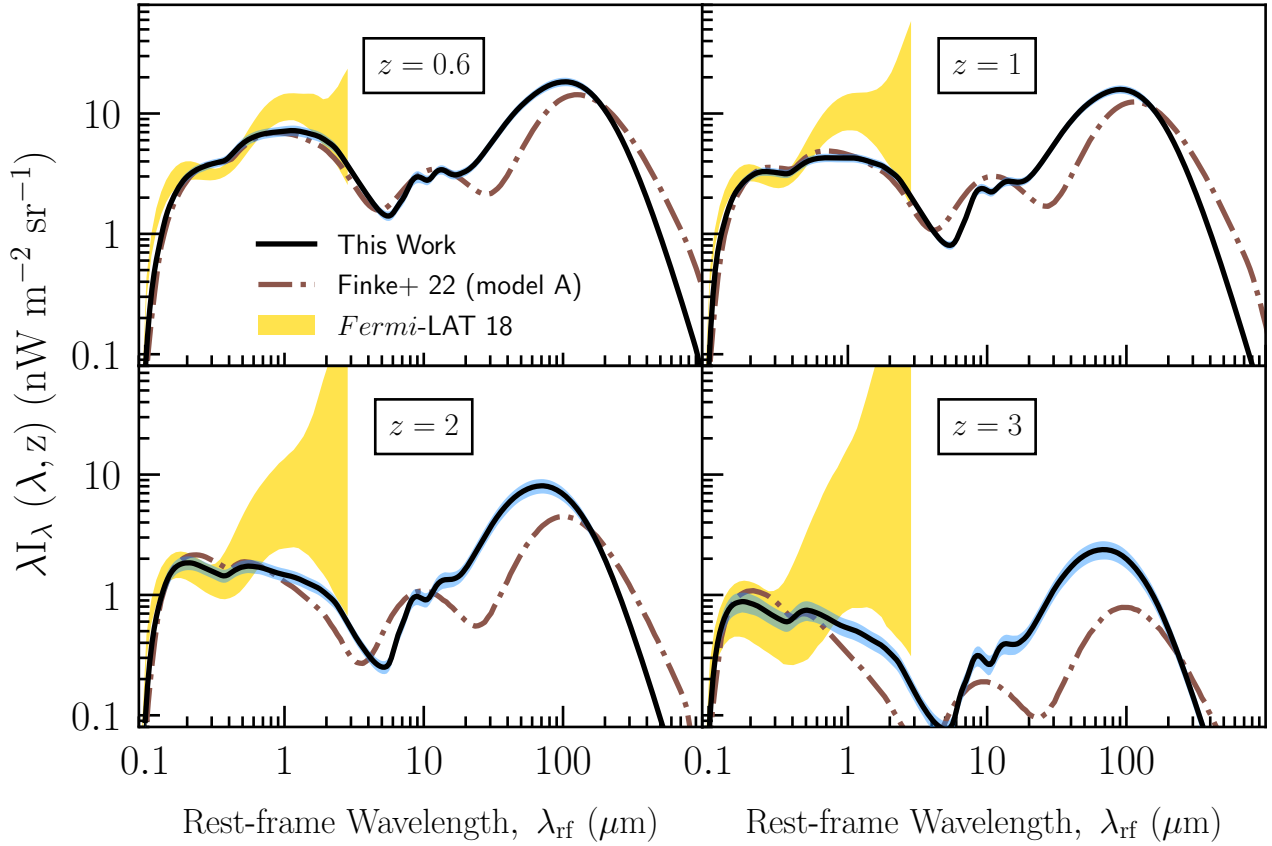 λI_λ (λ, z) (nW m⁻² sr⁻¹)
10
1
0.1
z = 0.6
This Work
Finke+ 22 (model A)
Fermi-LAT 18
z = 1
10
1
0.1
z = 2
z = 3
0.1 1 10 100 0.1 1 10 100
Rest-frame Wavelength, λ_rf (μm) Rest-frame Wavelength, λ_rf (μm)